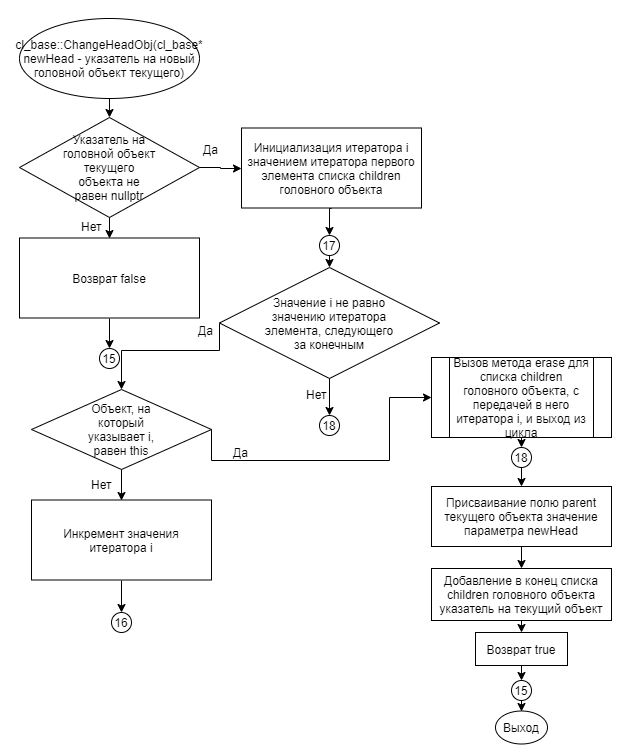 cl_base::ChangeHeadObj(cl_base*
newHead - указатель на новый
головной объект текущего)
Указатель на
головной объект
текущего
объекта не
равен nullptr
Да
Инициализация итератора i
значением итератора первого
элемента списка children
головного объекта
Нет
Возврат false
17
15
Значение i не равно
значению итератора
элемента, следующего
за конечным
Да
Нет
18
Объект, на
который
указывает i,
равен this
Да
Вызов метода erase для
списка children
головного объекта, с
передачей в него
итератора i, и выход из
цикла
18
Нет
Инкремент значения
итератора i
16
Присваивание полю parent
текущего объекта значение
параметра newHead
Добавление в конец списка
children головного объекта
указатель на текущий объект
Возврат true
15
Выход